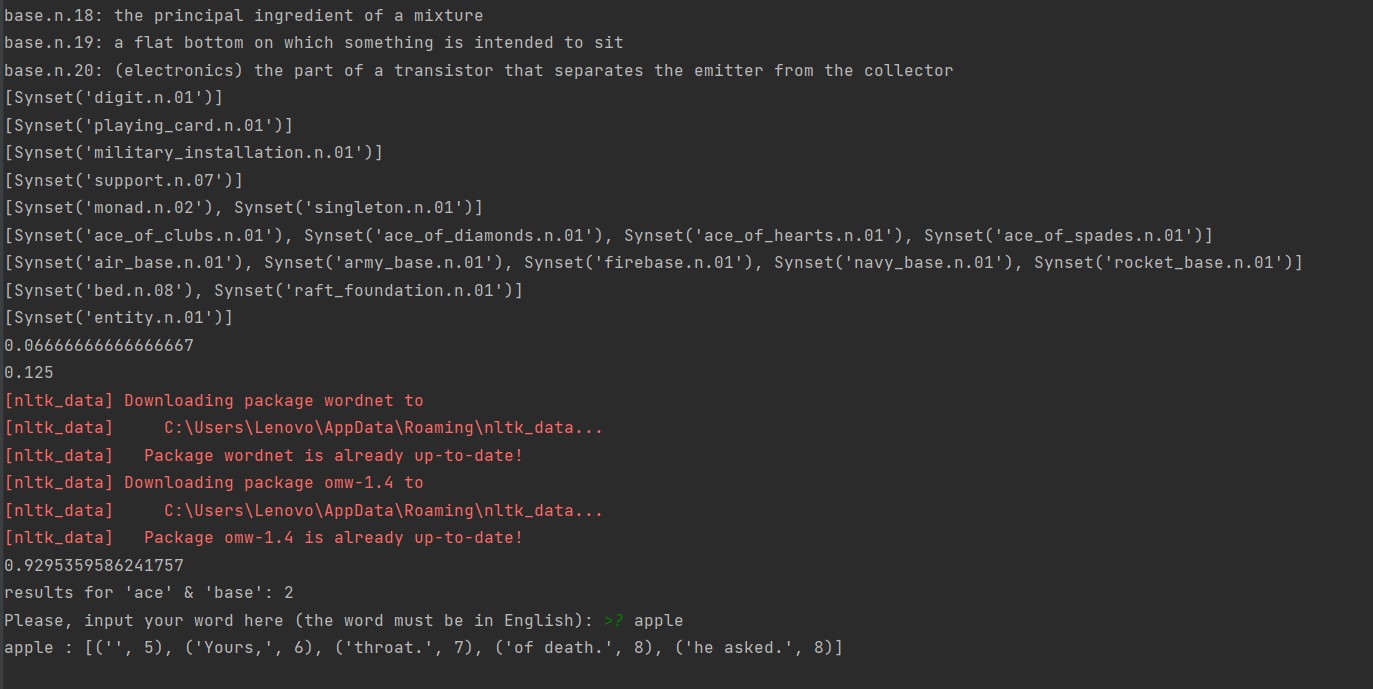 base.n.18: the principal ingredient of a mixture
base.n.19: a flat bottom on which something is intended to sit
base.n.20: (electronics) the part of a transistor that separates the emitter from the collector
[Synset('digit.n.01')]
[Synset('playing_card.n.01')]
[Synset('military_installation.n.01')]
[Synset('support.n.07')]
[Synset('monad.n.02'), Synset('singleton.n.01')]
[Synset('ace_of_clubs.n.01'), Synset('ace_of_diamonds.n.01'), Synset('ace_of_hearts.n.01'), Synset('ace_of_spades.n.01')]
[Synset('air_base.n.01'), Synset('army_base.n.01'), Synset('firebase.n.01'), Synset('navy_base.n.01'), Synset('rocket_base.n.01')]
[Synset('bed.n.08'), Synset('raft_foundation.n.01')]
[Synset('entity.n.01')]
0.06666666666666667
0.125
[nltk_data] Downloading package wordnet to
[nltk_data]     C:\Users\Lenovo\AppData\Roaming\nltk_data...
[nltk_data]   Package wordnet is already up-to-date!
[nltk_data] Downloading package omw-1.4 to
[nltk_data]     C:\Users\Lenovo\AppData\Roaming\nltk_data...
[nltk_data]   Package omw-1.4 is already up-to-date!
0.9295359586241757
results for 'ace' & 'base': 2
Please, input your word here (the word must be in English): >? apple
apple : [('', 5), ('Yours,', 6), ('throat.', 7), ('of death.', 8), ('he asked.', 8)]